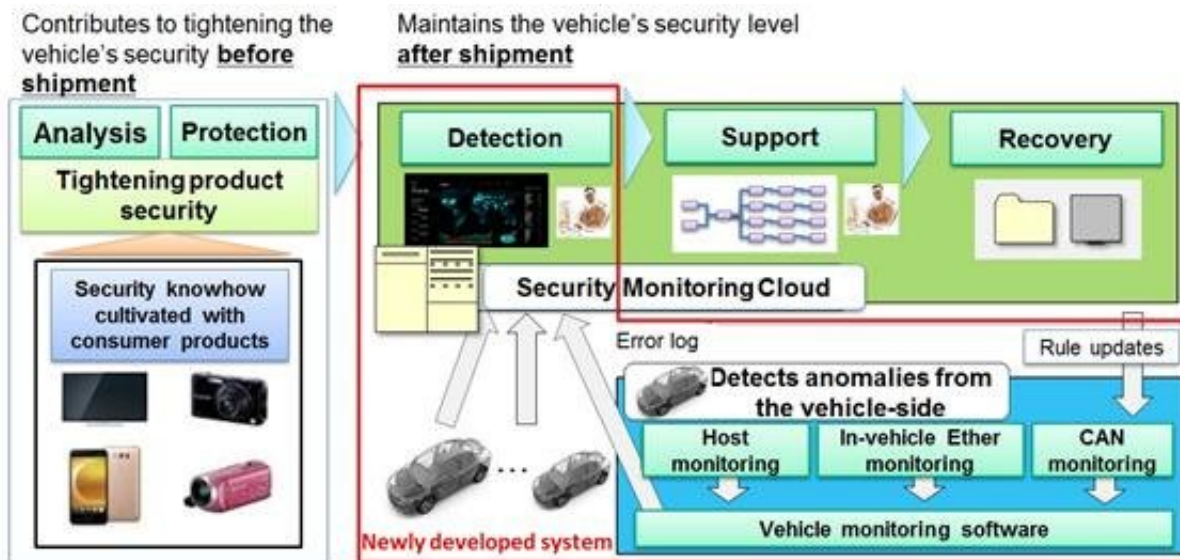 Contributes to tightening the
vehicle's security before
shipment
Maintains the vehicle's security level
after shipment
Analysis
Protection
Tightening product
security
Security knowhow
cultivated with
consumer products
Detection
Support
Recovery
Security Monitoring Cloud
Error log
Rule updates
Detects anomalies from
the vehicle-side
Host
monitoring
In-vehicle Ether
monitoring
CAN
monitoring
Vehicle monitoring software
...
Newly developed system